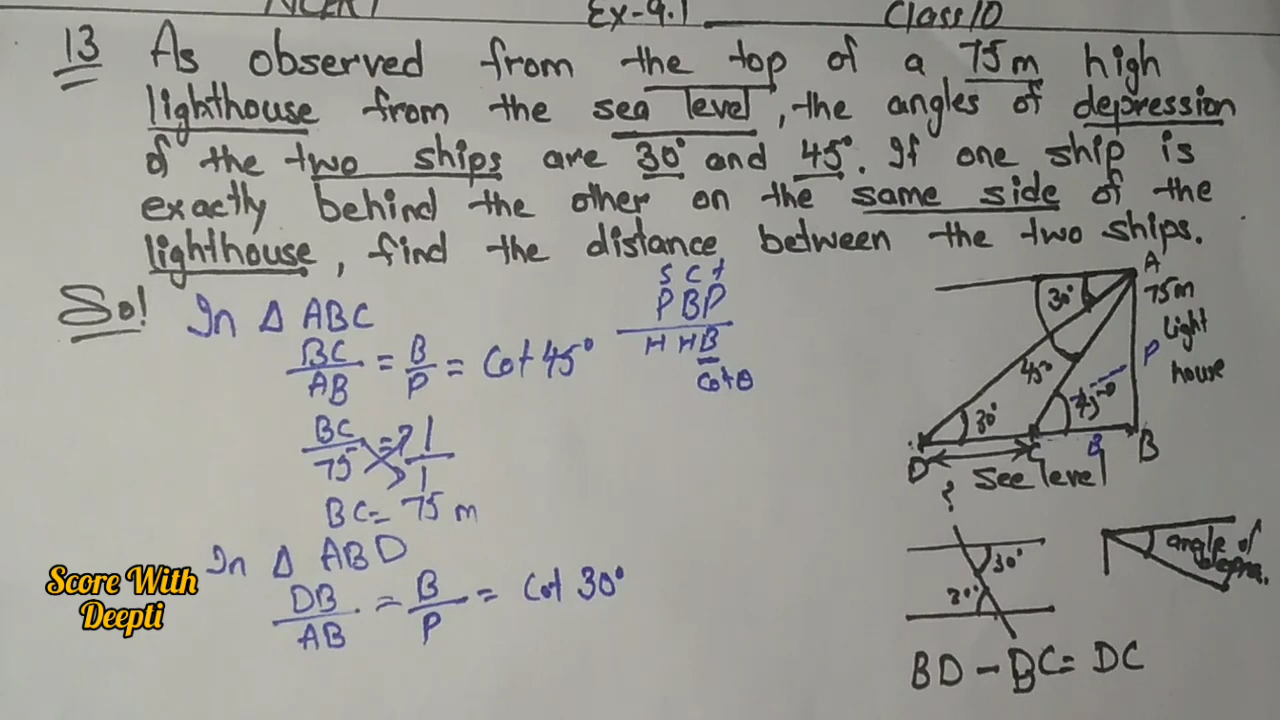 NCERT Ex-9.1 Class 10
13 As observed from the top of a 75m high
lighthouse from the sea level, the angles of depression
of the two ships are 30° and 45°. If one ship is
exactly behind the other on the same side of the
lighthouse, find the distance between the two ships.
Sol
In Δ ABC
BC/AB = B/P = Cot 45°
BC/75 = 1/1
BC = 75 m
In Δ ABD
DB/AB = B/P = Cot 30°
S C t
P B P
H H B
Cot θ
A
30°
75m
Light
house
P
45°
30°
45°
D C B B
See level
?
30°
30°
angle of
BD - BC = DC
Score With
Deepti